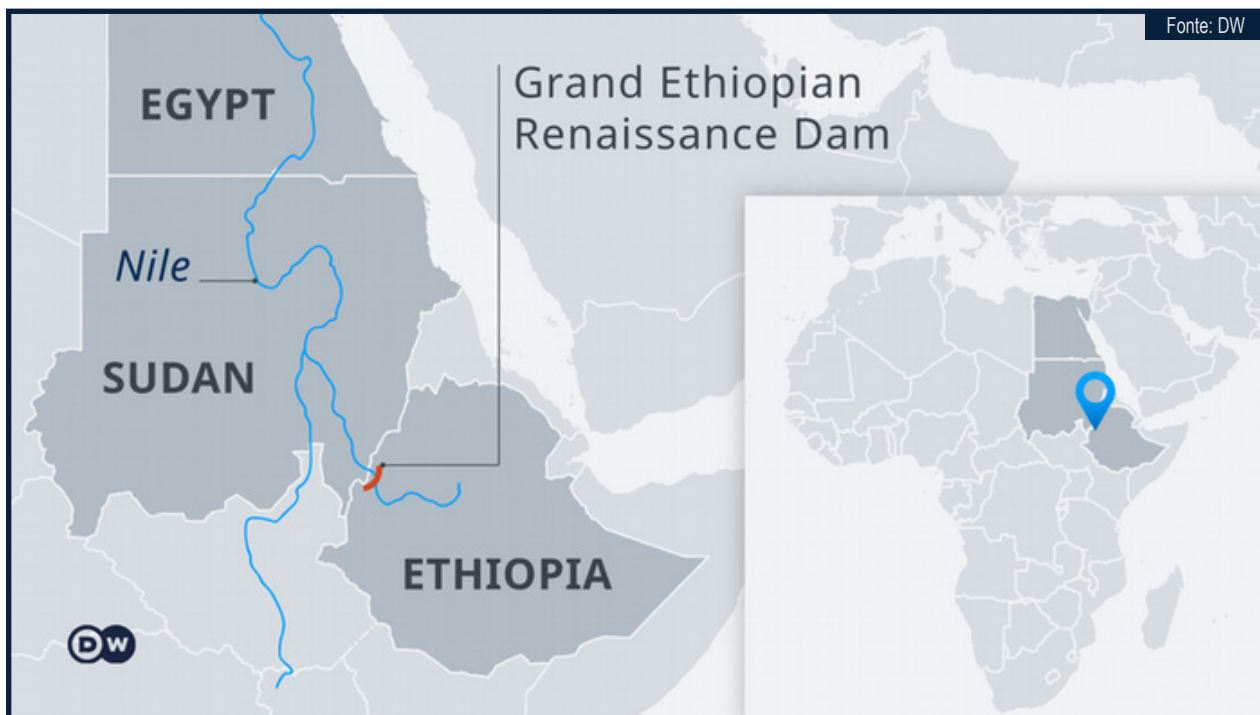 Fonte: DW
EGYPT
Grand Ethiopian
Renaissance Dam
Nile
SUDAN
ETHIOPIA
DW